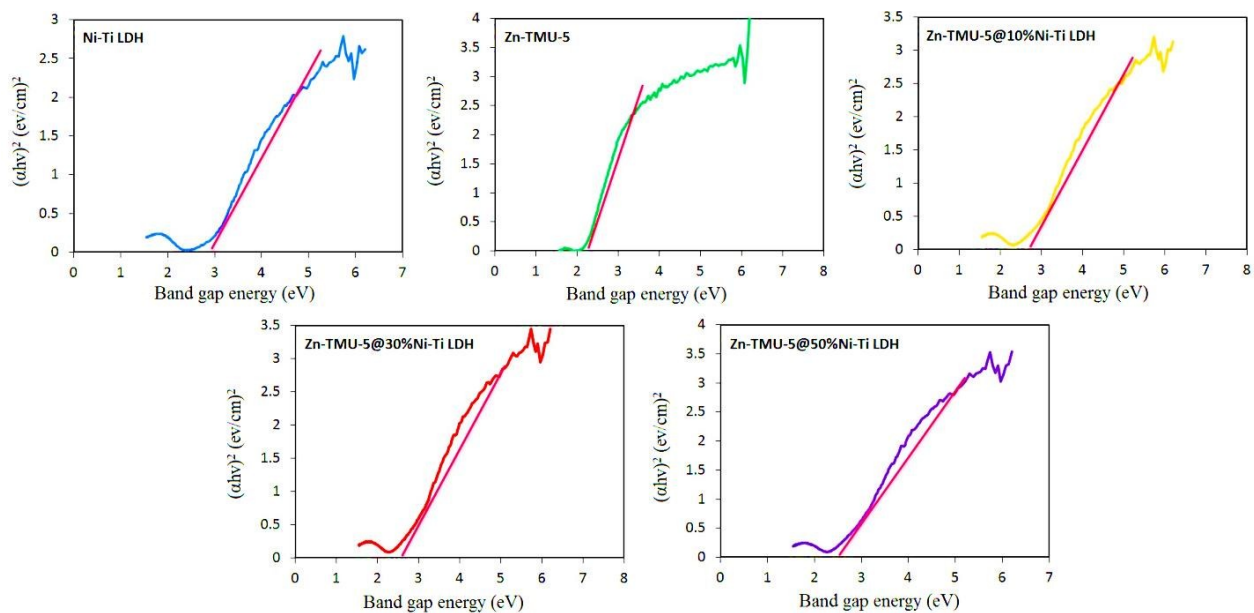 Ni-Ti LDH
(αhv)² (ev/cm)²
3
2.5
2
1.5
1
0.5
0
0 1 2 3 4 5 6 7
Band gap energy (eV)
Zn-TMU-5
(αhv)² (ev/cm)²
4
3.5
3
2.5
2
1.5
1
0.5
0
0 1 2 3 4 5 6 7 8
Band gap energy (eV)
Zn-TMU-5@10%Ni-Ti LDH
(αhv)² (ev/cm)²
3.5
3
2.5
2
1.5
1
0.5
0
0 1 2 3 4 5 6 7 8
Band gap energy (eV)
Zn-TMU-5@30%Ni-Ti LDH
(αhv)² (ev/cm)²
3.5
3
2.5
2
1.5
1
0.5
0
0 1 2 3 4 5 6 7 8
Band gap energy (eV)
Zn-TMU-5@50%Ni-Ti LDH
(αhv)² (ev/cm)²
4
3.5
3
2.5
2
1.5
1
0.5
0
0 1 2 3 4 5 6 7
Band gap energy (eV)